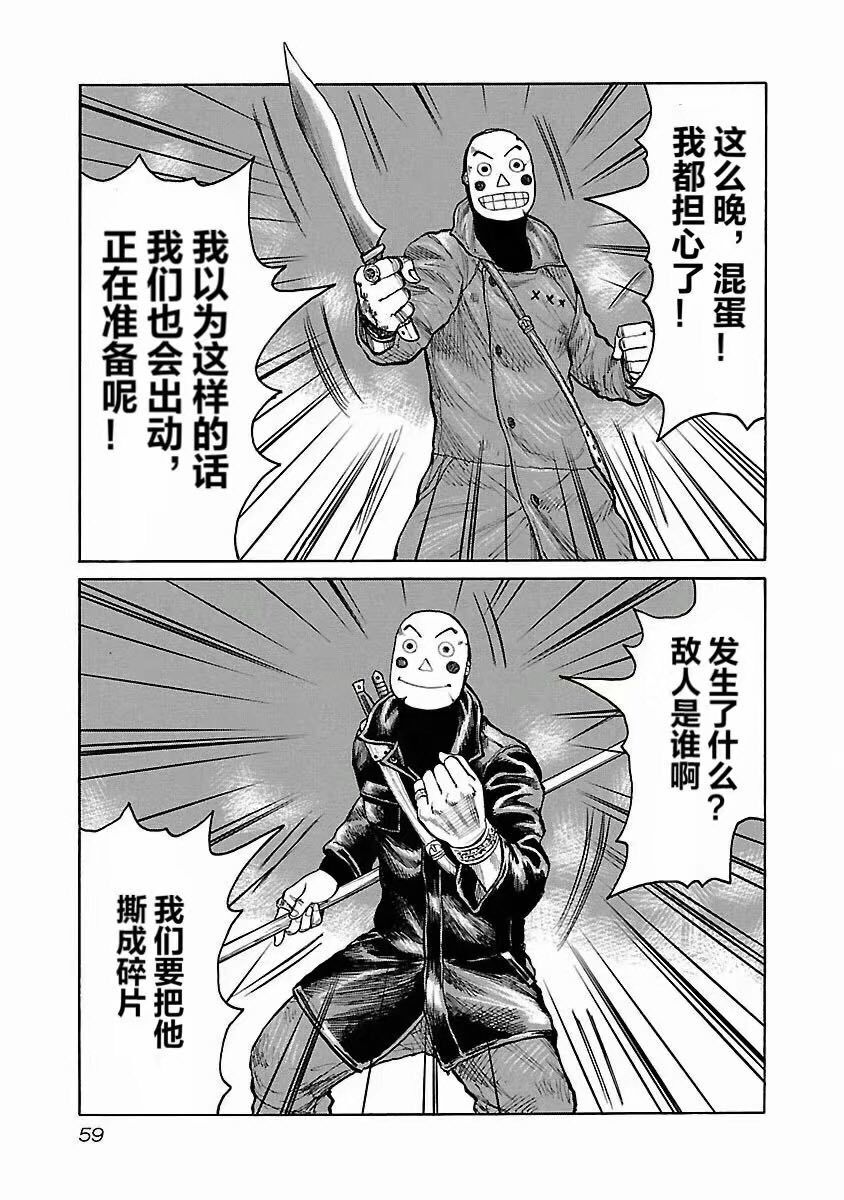 这么晚，混蛋！
我都担心了！
我以为这样的话
我们也会出动，
正在准备呢！
发生了什么？
敌人是谁啊
我们要把他
撕成碎片
59